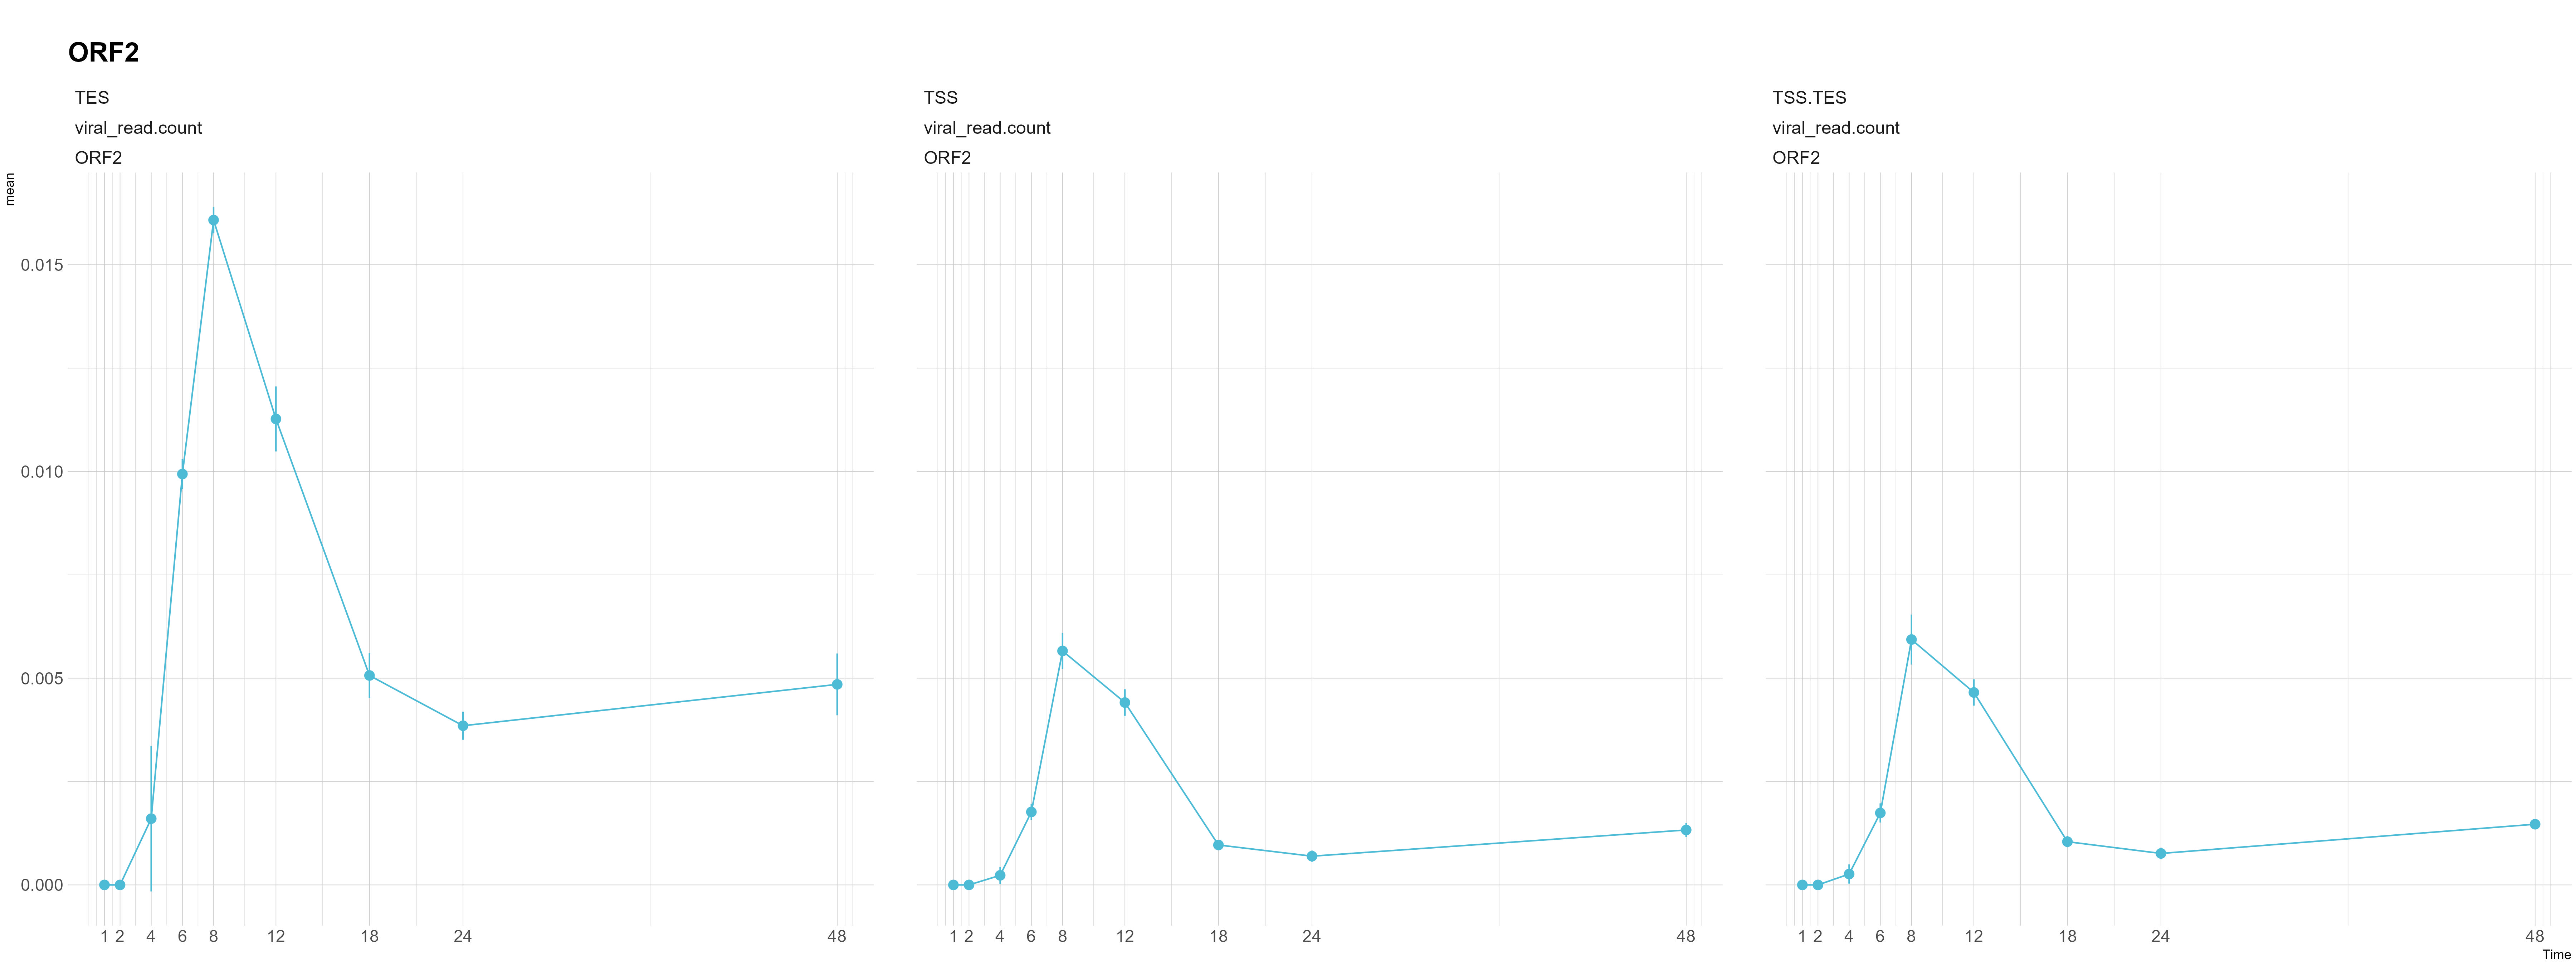 ORF2
TES
viral_read.count
ORF2
TSS
viral_read.count
ORF2
TSS.TES
viral_read.count
ORF2
mean
0.015
0.010
0.005
0.000
1 2 4 6 8 12 18 24 48
1 2 4 6 8 12 18 24 48
1 2 4 6 8 12 18 24 48
Time